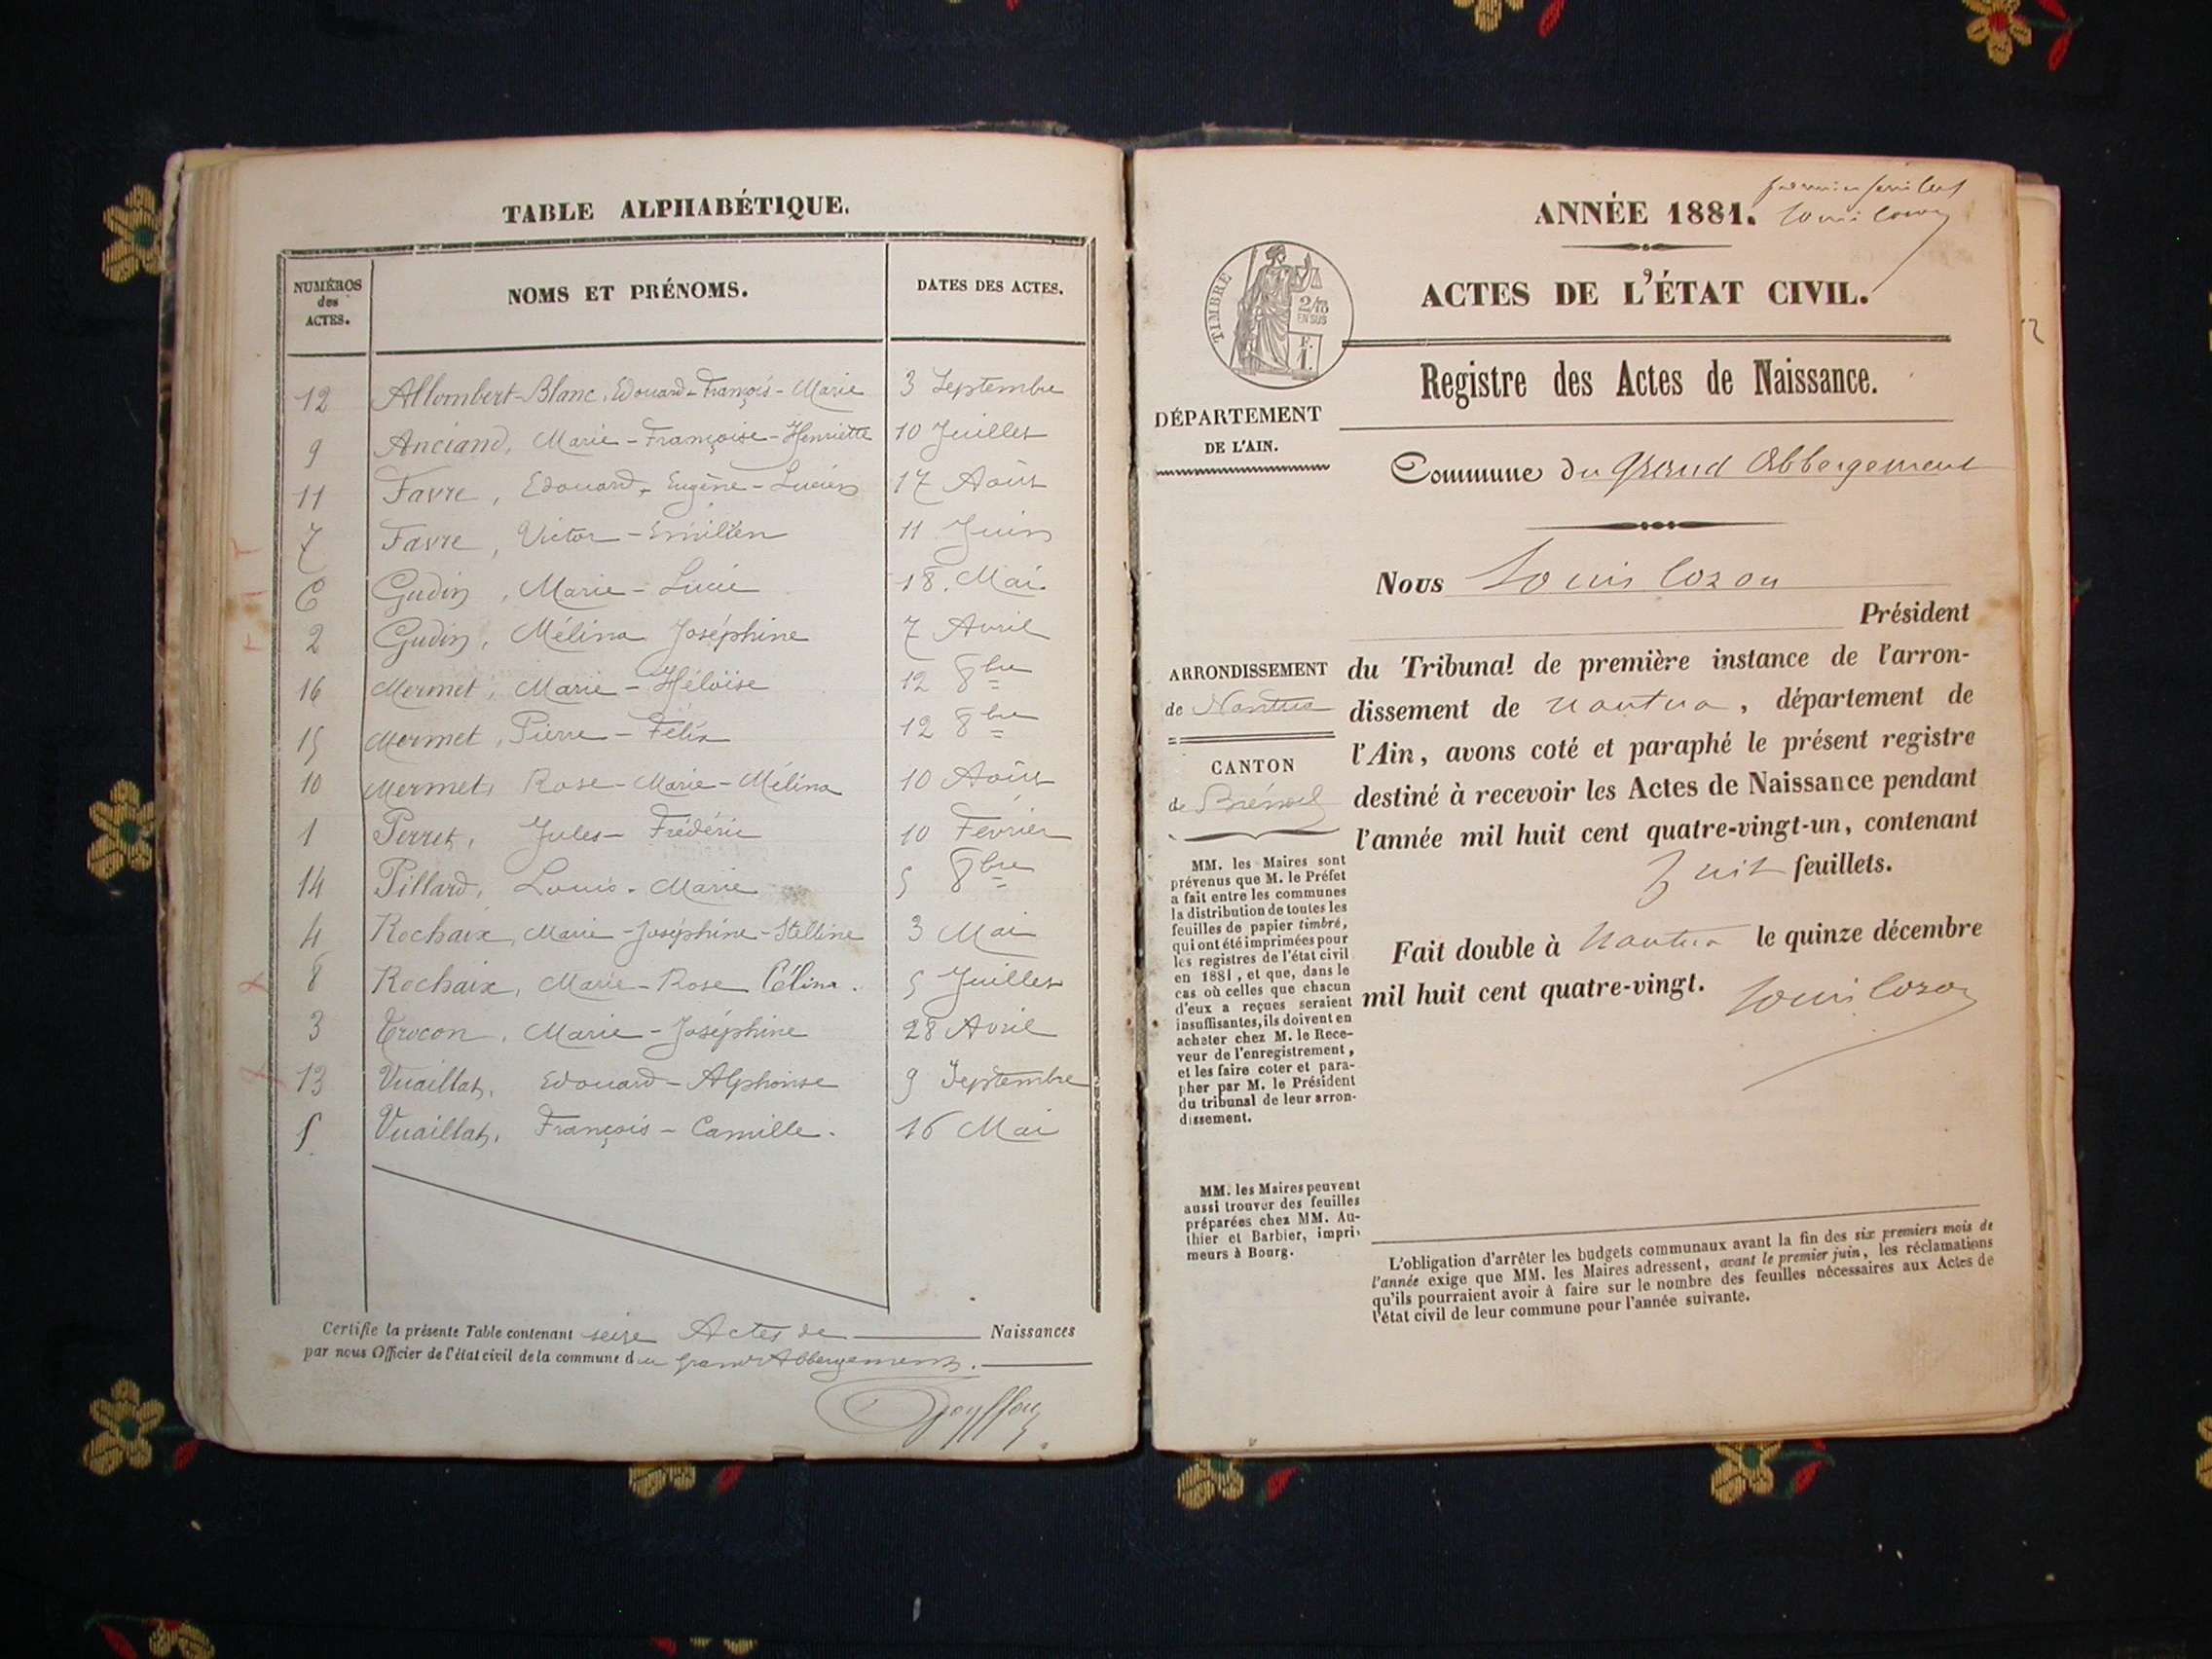 TABLE ALPHABÉTIQUE.
NUMÉROS des ACTES.
NOMS ET PRÉNOMS.
DATES DES ACTES.
12 Allombert-Blanc, Edouard-François-Marie 3 Septembre
9 Anciand, Marie-Françoise-Henriette 10 Juillet
11 Favre, Edouard-Eugène-Lucien 17 Août
7 Favre, Victor-Emilien 11 Juin
6 Gudin, Marie-Lucie 18 Mai
2 Gudin, Mélina Joséphine 7 Avril
16 Mermet, Marie-Héloïse 12 8bre
15 Mermet, Pierre-Félix 12 8bre
10 Mermet, Rose-Marie-Mélina 10 Août
1 Perret, Jules-Frédéric 10 Février
14 Pillard, Louis-Marie 5 8bre
4 Rochaix, Marie-Joséphine-Stelline 3 Mai
8 Rochaix, Marie-Rose Célina. 5 Juillet
3 Trocon, Marie-Joséphine 28 Avril
13 Vuaillat, Edouard-Alphonse 9 Septembre
5 Vuaillat, François-Camille. 16 Mai
Certifie la présente Table contenant seize Actes de Naissances
par nous Officier de l'état civil de la commune du grand Abbergement.
premier feuillet
Louis Cozon
ANNÉE 1881.
ACTES DE L'ÉTAT CIVIL.
TIMBRE
2/10
EN SUS
F.
1.
Registre des Actes de Naissance.
DÉPARTEMENT
DE L'AIN.
Commune du Grand Abbergement
Nous Louis Cozon
Président
ARRONDISSEMENT
de Nantua
CANTON
de Brénod
du Tribunal de première instance de l'arron-
dissement de Nantua, département de
l'Ain, avons coté et paraphé le présent registre
destiné à recevoir les Actes de Naissance pendant
l'année mil huit cent quatre-vingt-un, contenant
huit feuillets.
Fait double à Nantua le quinze décembre
mil huit cent quatre-vingt.
Louis Cozon
MM. les Maires sont
prévenus que M. le Préfet
a fait entre les communes
la distribution de toutes les
feuilles de papier timbré,
qui ont été imprimées pour
les registres de l'état civil
en 1881, et que, dans le
cas où celles que chacun
d'eux a reçues seraient
insuffisantes, ils doivent en
acheter chez M. le Rece-
veur de l'enregistrement,
et les faire coter et para-
pher par M. le Président
du tribunal de leur arron-
dissement.
MM. les Maires peuvent
aussi trouver des feuilles
préparées chez MM. Au-
thier et Barbier, impri-
meurs à Bourg.
L'obligation d'arrêter les budgets communaux avant la fin des six premiers mois de
l'année exige que MM. les Maires adressent, avant le premier juin, les réclamations
qu'ils pourraient avoir à faire sur le nombre des feuilles nécessaires aux Actes de
l'état civil de leur commune pour l'année suivante.